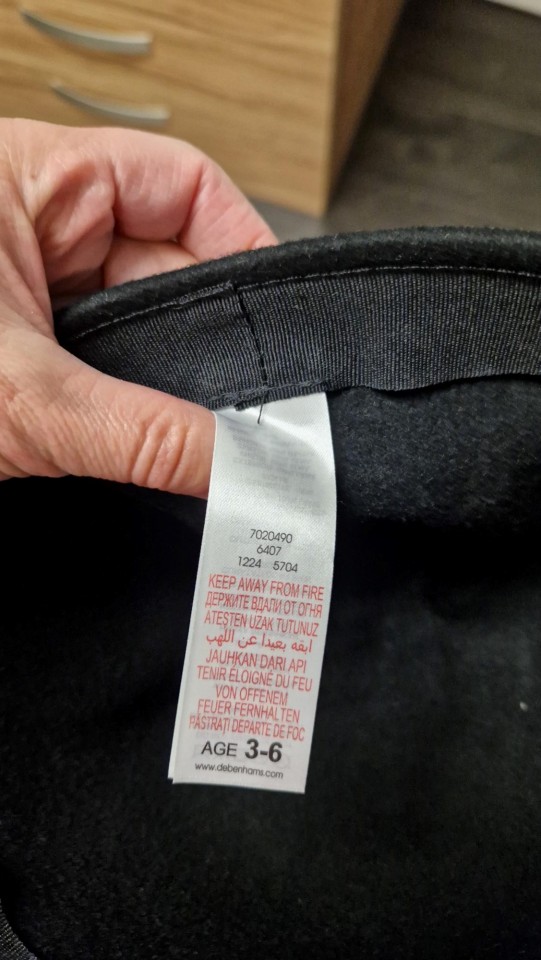 7020490
6407
1224 5704
KEEP AWAY FROM FIRE
ДЕРЖИТЕ ВДАЛИ ОТ ОГНЯ
ATEŞTEN UZAK TUTUNUZ
ابقه بعيدا عن اللهب
JAUHKAN DARI API
TENIR ÉLOIGNÉ DU FEU
VON OFFENEM
FEUER FERNHALTEN
PĂSTRAȚI DEPARTE DE FOC
AGE 3-6
www.debenhams.com